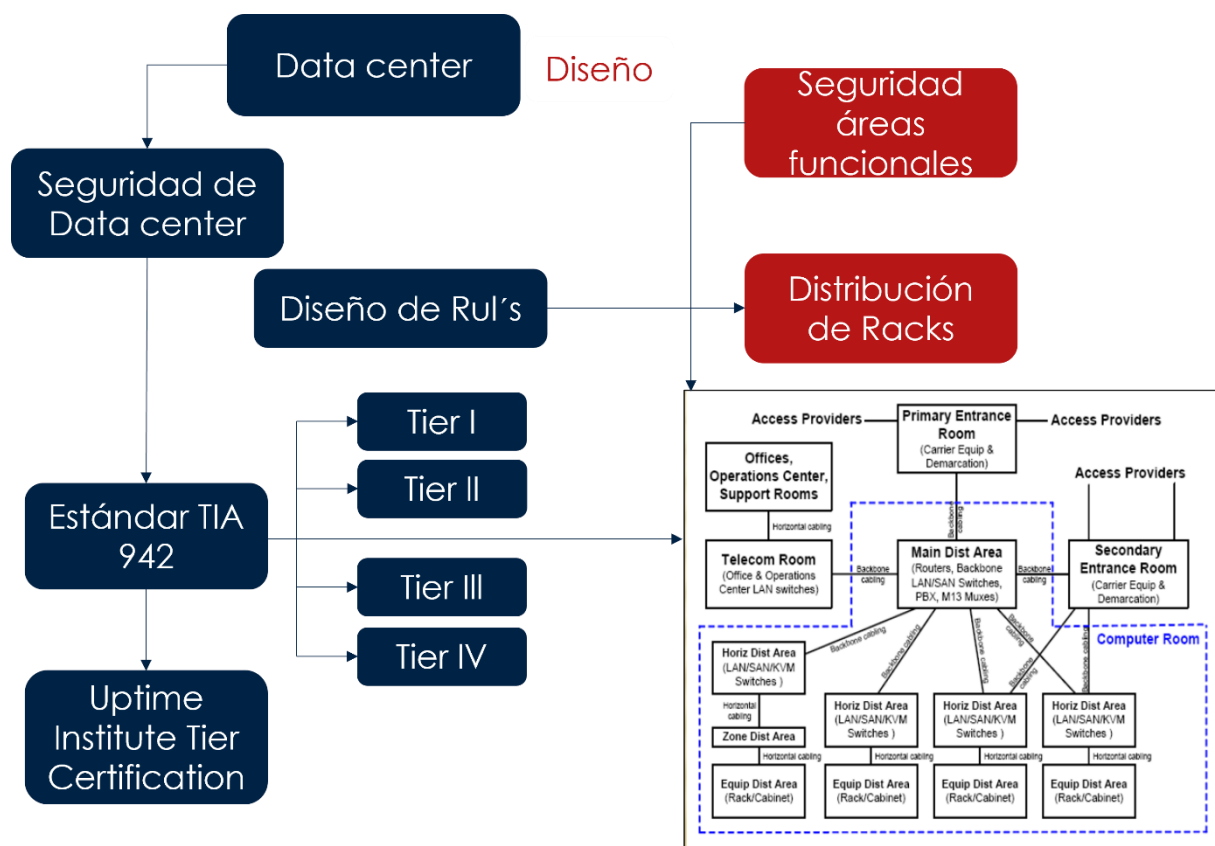 Data center
Diseño
Seguridad
áreas
funcionales
Seguridad de
Data center
Diseño de Rul´s
Distribución
de Racks
Tier I
Tier II
Estándar TIA
942
Tier III
Tier IV
Uptime
Institute Tier
Certification
Access Providers
Primary Entrance
Room
(Carrier Equip &
Demarcation)
Access Providers
Offices,
Operations Center,
Support Rooms
Access Providers
Horizontal cabling
Backbone
cabling
Telecom Room
(Office & Operations
Center LAN switches)
Backbone
cabling
Main Dist Area
(Routers, Backbone
LAN/SAN Switches,
PBX, M13 Muxes)
Backbone
cabling
Secondary
Entrance Room
(Carrier Equip &
Demarcation)
Computer Room
Backbone cabling
Backbone cabling
Backbone
cabling
Backbone
cabling
Backbone
cabling
Backbone cabling
Horiz Dist Area
(LAN/SAN/KVM
Switches )
Horizontal
cabling
Zone Dist Area
Horiz Dist Area
(LAN/SAN/KVM
Switches )
Horiz Dist Area
(LAN/SAN/KVM
Switches )
Horiz Dist Area
(LAN/SAN/KVM
Switches )
Horizontal cabling
Horizontal cabling
Horizontal cabling
Horizontal cabling
Equip Dist Area
(Rack/Cabinet)
Equip Dist Area
(Rack/Cabinet)
Equip Dist Area
(Rack/Cabinet)
Equip Dist Area
(Rack/Cabinet)